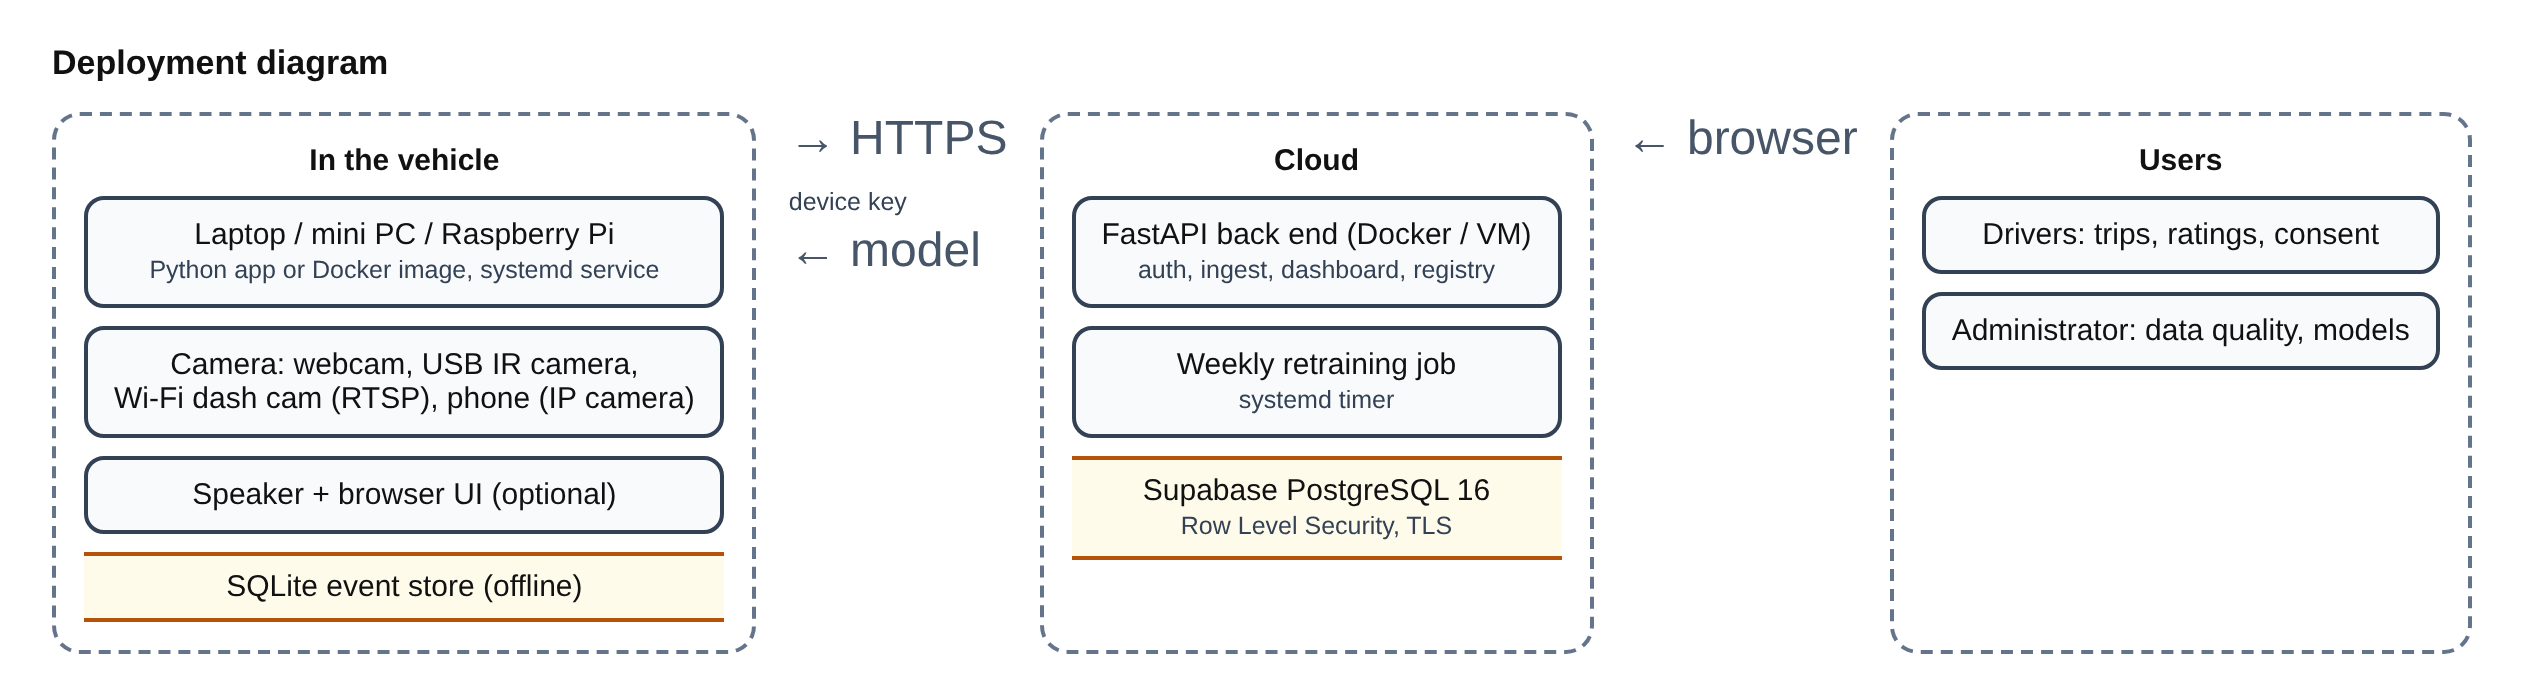 Deployment diagram
In the vehicle
Laptop / mini PC / Raspberry Pi
Python app or Docker image, systemd service
Camera: webcam, USB IR camera,
Wi-Fi dash cam (RTSP), phone (IP camera)
Speaker + browser UI (optional)
SQLite event store (offline)
→ HTTPS
device key
← model
Cloud
FastAPI back end (Docker / VM)
auth, ingest, dashboard, registry
Weekly retraining job
systemd timer
Supabase PostgreSQL 16
Row Level Security, TLS
← browser
Users
Drivers: trips, ratings, consent
Administrator: data quality, models